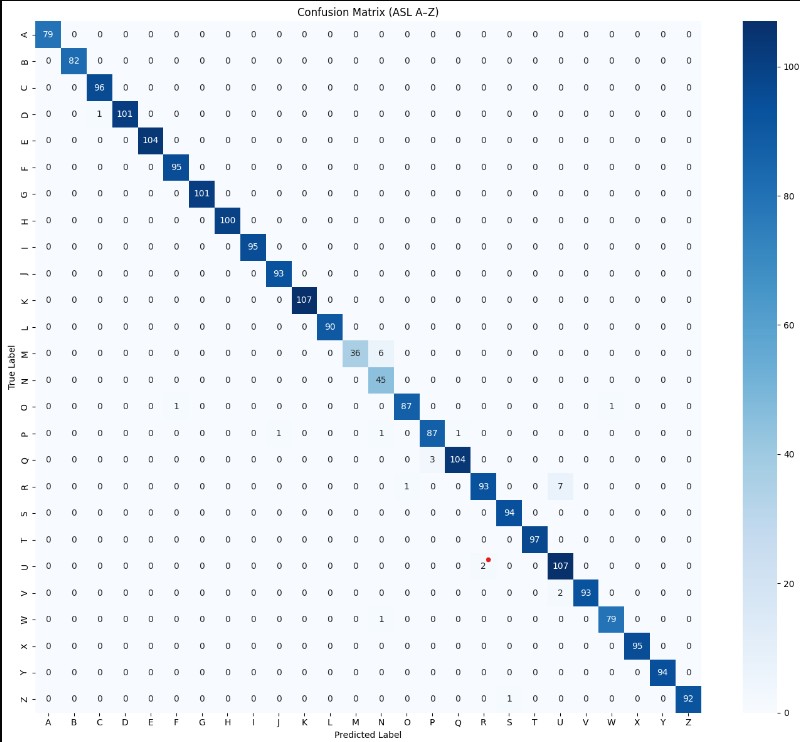 Confusion Matrix (ASL A-Z)
A 79 0 0 0 0 0 0 0 0 0 0 0 0 0 0 0 0 0 0 0 0 0 0 0 0 0
B 0 82 0 0 0 0 0 0 0 0 0 0 0 0 0 0 0 0 0 0 0 0 0 0 0 0
C 0 0 96 0 0 0 0 0 0 0 0 0 0 0 0 0 0 0 0 0 0 0 0 0 0 0
D 0 0 1 101 0 0 0 0 0 0 0 0 0 0 0 0 0 0 0 0 0 0 0 0 0 0
E 0 0 0 0 104 0 0 0 0 0 0 0 0 0 0 0 0 0 0 0 0 0 0 0 0 0
F 0 0 0 0 0 95 0 0 0 0 0 0 0 0 0 0 0 0 0 0 0 0 0 0 0 0
G 0 0 0 0 0 0 101 0 0 0 0 0 0 0 0 0 0 0 0 0 0 0 0 0 0 0
H 0 0 0 0 0 0 0 100 0 0 0 0 0 0 0 0 0 0 0 0 0 0 0 0 0 0
I 0 0 0 0 0 0 0 0 95 0 0 0 0 0 0 0 0 0 0 0 0 0 0 0 0 0
J 0 0 0 0 0 0 0 0 0 93 0 0 0 0 0 0 0 0 0 0 0 0 0 0 0 0
K 0 0 0 0 0 0 0 0 0 0 107 0 0 0 0 0 0 0 0 0 0 0 0 0 0 0
L 0 0 0 0 0 0 0 0 0 0 0 90 0 0 0 0 0 0 0 0 0 0 0 0 0 0
M 0 0 0 0 0 0 0 0 0 0 0 0 36 6 0 0 0 0 0 0 0 0 0 0 0 0
N 0 0 0 0 0 0 0 0 0 0 0 0 0 45 0 0 0 0 0 0 0 0 0 0 0 0
O 0 0 0 0 0 1 0 0 0 0 0 0 0 0 87 0 0 0 0 0 0 0 1 0 0 0
P 0 0 0 0 0 0 0 0 0 1 0 0 0 1 0 87 1 0 0 0 0 0 0 0 0 0
Q 0 0 0 0 0 0 0 0 0 0 0 0 0 0 0 3 104 0 0 0 0 0 0 0 0 0
R 0 0 0 0 0 0 0 0 0 0 0 0 0 0 1 0 0 93 0 0 7 0 0 0 0 0
S 0 0 0 0 0 0 0 0 0 0 0 0 0 0 0 0 0 0 94 0 0 0 0 0 0 0
T 0 0 0 0 0 0 0 0 0 0 0 0 0 0 0 0 0 0 0 97 0 0 0 0 0 0
U 0 0 0 0 0 0 0 0 0 0 0 0 0 0 0 0 0 2 0 0 107 0 0 0 0 0
V 0 0 0 0 0 0 0 0 0 0 0 0 0 0 0 0 0 0 0 0 2 93 0 0 0 0
W 0 0 0 0 0 0 0 0 0 0 0 0 0 1 0 0 0 0 0 0 0 0 79 0 0 0
X 0 0 0 0 0 0 0 0 0 0 0 0 0 0 0 0 0 0 0 0 0 0 0 95 0 0
Y 0 0 0 0 0 0 0 0 0 0 0 0 0 0 0 0 0 0 0 0 0 0 0 0 94 0
Z 0 0 0 0 0 0 0 0 0 0 0 0 0 0 0 0 0 0 1 0 0 0 0 0 0 92
A B C D E F G H I J K L M N O P Q R S T U V W X Y Z
Predicted Label
True Label
100
80
60
40
20
0